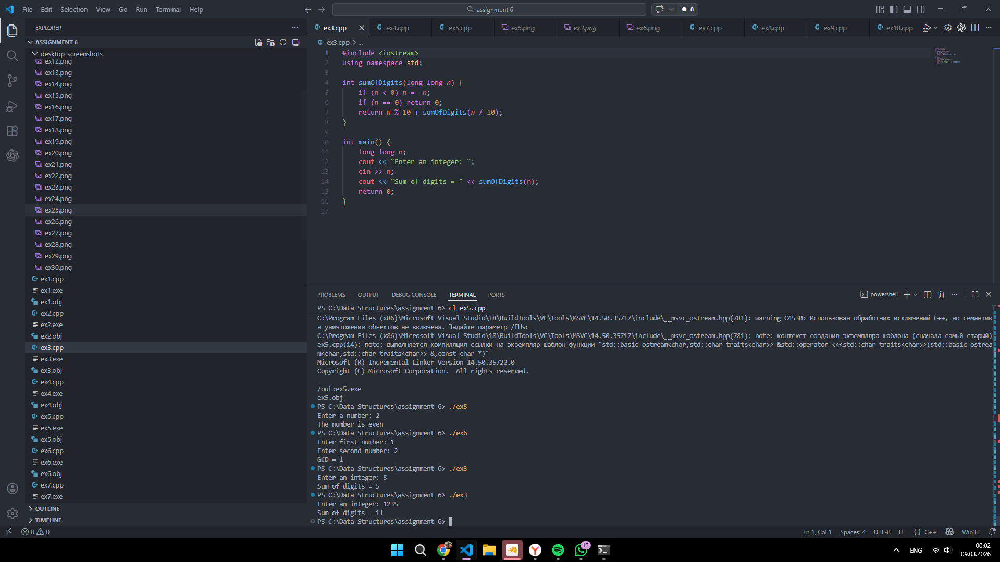 File Edit Selection View Go Run Terminal Help
assignment 6
8
EXPLORER
ASSIGNMENT 6
desktop-screenshots
ex12.png
ex13.png
ex14.png
ex15.png
ex16.png
ex17.png
ex18.png
ex19.png
ex20.png
ex21.png
ex22.png
ex23.png
ex24.png
ex25.png
ex26.png
ex27.png
ex28.png
ex29.png
ex30.png
ex1.cpp
ex1.exe
ex1.obj
ex2.cpp
ex2.exe
ex2.obj
ex3.cpp
ex3.exe
ex3.obj
ex4.cpp
ex4.exe
ex4.obj
ex5.cpp
ex5.exe
ex5.obj
ex6.cpp
ex6.exe
ex6.obj
ex7.cpp
ex7.exe
OUTLINE
TIMELINE
ex3.cpp ex4.cpp ex5.cpp ex5.png ex3.png ex6.png ex7.cpp ex8.cpp ex9.cpp ex10.cpp
ex3.cpp > ...
1 #include <iostream>
2 using namespace std;
3
4 int sumOfDigits(long long n) {
5 if (n < 0) n = -n;
6 if (n == 0) return 0;
7 return n % 10 + sumOfDigits(n / 10);
8 }
9
10 int main() {
11 long long n;
12 cout << "Enter an integer: ";
13 cin >> n;
14 cout << "Sum of digits = " << sumOfDigits(n);
15 return 0;
16 }
17
PROBLEMS OUTPUT DEBUG CONSOLE TERMINAL PORTS
powershell
PS C:\Data Structures\assignment 6> cl ex5.cpp
C:\Program Files (x86)\Microsoft Visual Studio\18\BuildTools\VC\Tools\MSVC\14.50.35717\include\__msvc_ostream.hpp(781): warning C4530: Использован обработчик исключений C++, но семантик
а уничтожения объектов не включена. Задайте параметр /EHsc
C:\Program Files (x86)\Microsoft Visual Studio\18\BuildTools\VC\Tools\MSVC\14.50.35717\include\__msvc_ostream.hpp(781): note: контекст создания экземпляра шаблона (сначала самый старый)
ex5.cpp(14): note: выполняется компиляция ссылки на экземпляр шаблон функции "std::basic_ostream<char,std::char_traits<char>> &std::operator <<<std::char_traits<char>>(std::basic_ostrea
m<char,std::char_traits<char>> &,const char *)"
Microsoft (R) Incremental Linker Version 14.50.35722.0
Copyright (C) Microsoft Corporation.  All rights reserved.
/out:ex5.exe
ex5.obj
PS C:\Data Structures\assignment 6> ./ex5
Enter a number: 2
The number is even
PS C:\Data Structures\assignment 6> ./ex6
Enter first number: 1
Enter second number: 2
GCD = 1
PS C:\Data Structures\assignment 6> ./ex3
Enter an integer: 5
Sum of digits = 5
PS C:\Data Structures\assignment 6> ./ex3
Enter an integer: 1235
Sum of digits = 11
PS C:\Data Structures\assignment 6>
0 0
Ln 1, Col 1 Spaces: 4 UTF-8 LF { } C++ Win32
12
ENG
00:02
09.03.2026